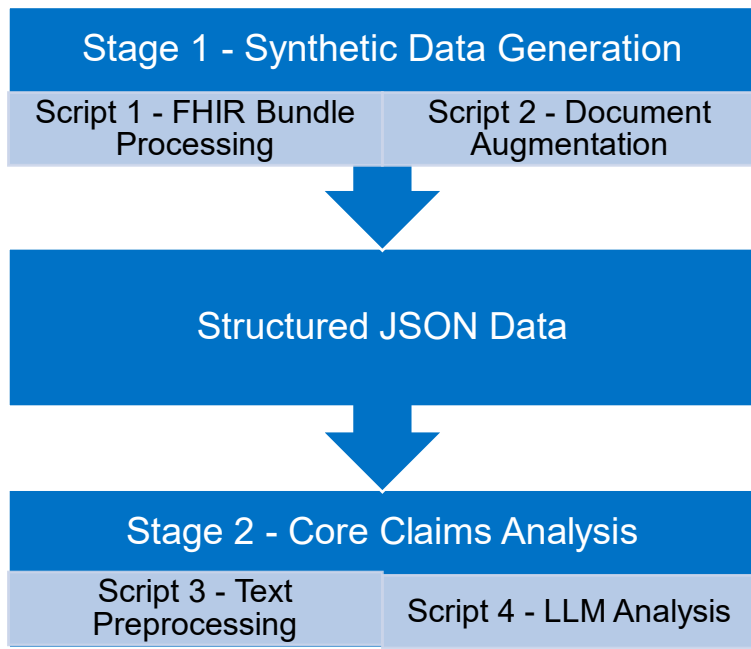 Stage 1 - Synthetic Data Generation
Script 1 - FHIR Bundle
Processing
Script 2 - Document
Augmentation
Structured JSON Data
Stage 2 - Core Claims Analysis
Script 3 - Text
Preprocessing
Script 4 - LLM Analysis